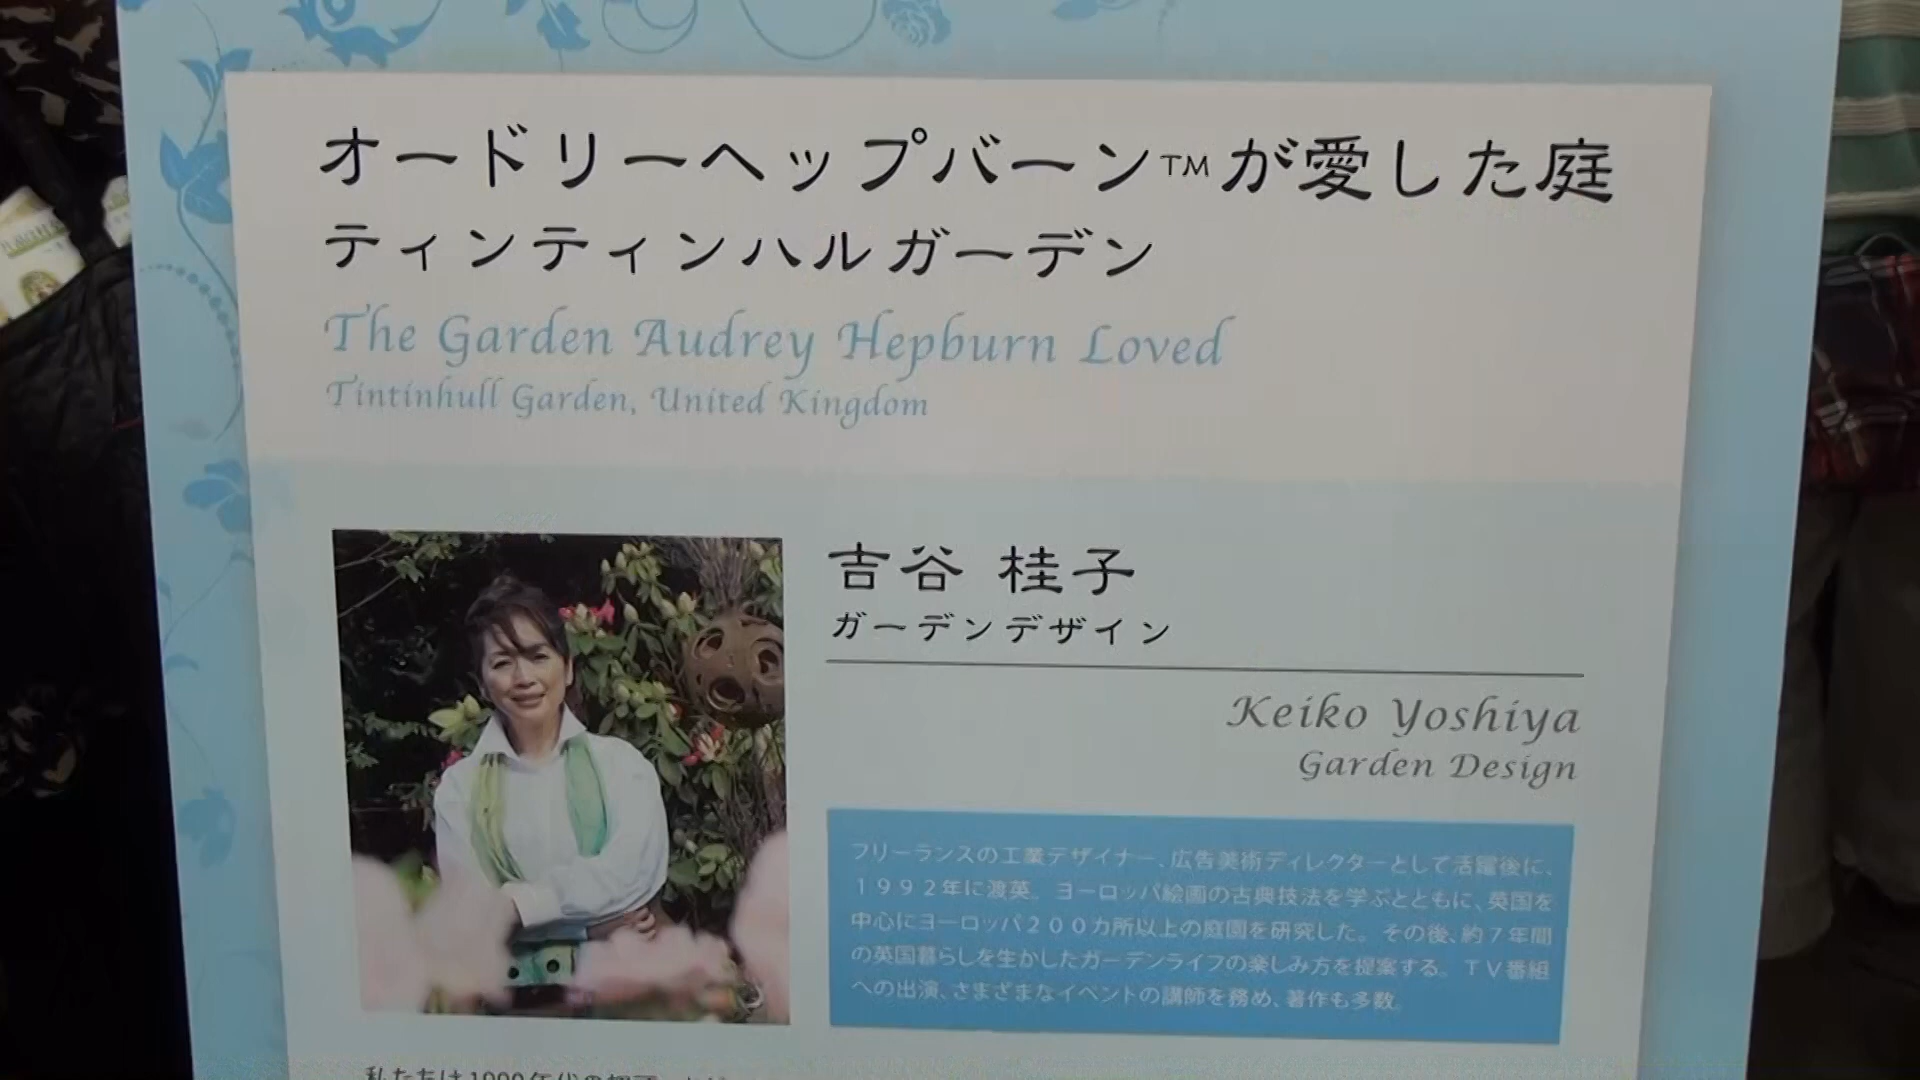 オードリーヘップバーン™が愛した庭
ティンティンハルガーデン
The Garden Audrey Hepburn Loved
Tintinhull Garden, United Kingdom
吉谷 桂子
ガーデンデザイン
Keiko Yoshiya
Garden Design
フリーランスの工業デザイナー、広告美術ディレクターとして活躍後に、
１９９２年に渡英。ヨーロッパ絵画の古典技法を学ぶとともに、英国を
中心にヨーロッパ２００カ所以上の庭園を研究した。その後、約７年間
の英国暮らしを生かしたガーデンライフの楽しみ方を提案する。ＴＶ番組
への出演、さまざまなイベントの講師を務め、著作も多数。